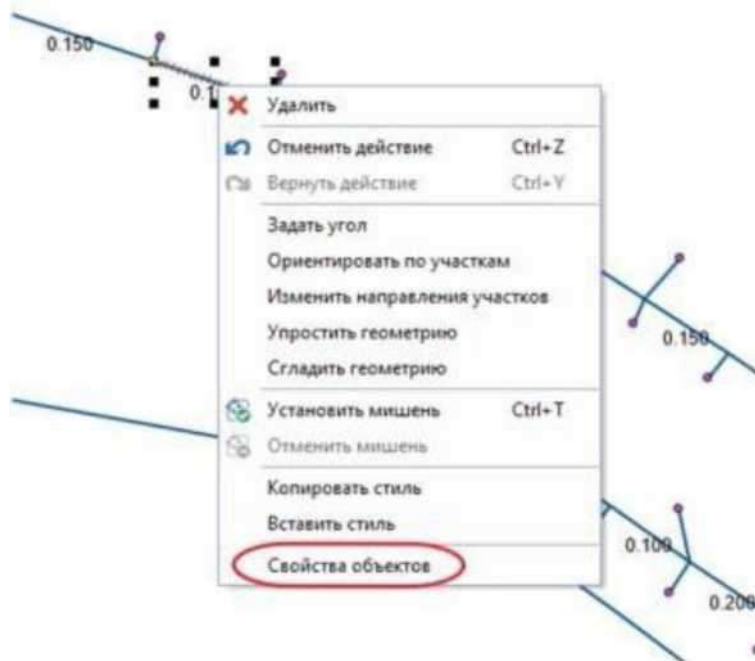 0.150
0.1
Удалить
Отменить действие Ctrl+Z
Вернуть действие Ctrl+Y
Задать угол
Ориентировать по участкам
Изменить направления участков
Упростить геометрию
Сгладить геометрию
0.150
Установить мишень Ctrl+T
Отменить мишень
Копировать стиль
Вставить стиль
0.100
Свойства объектов
0.200